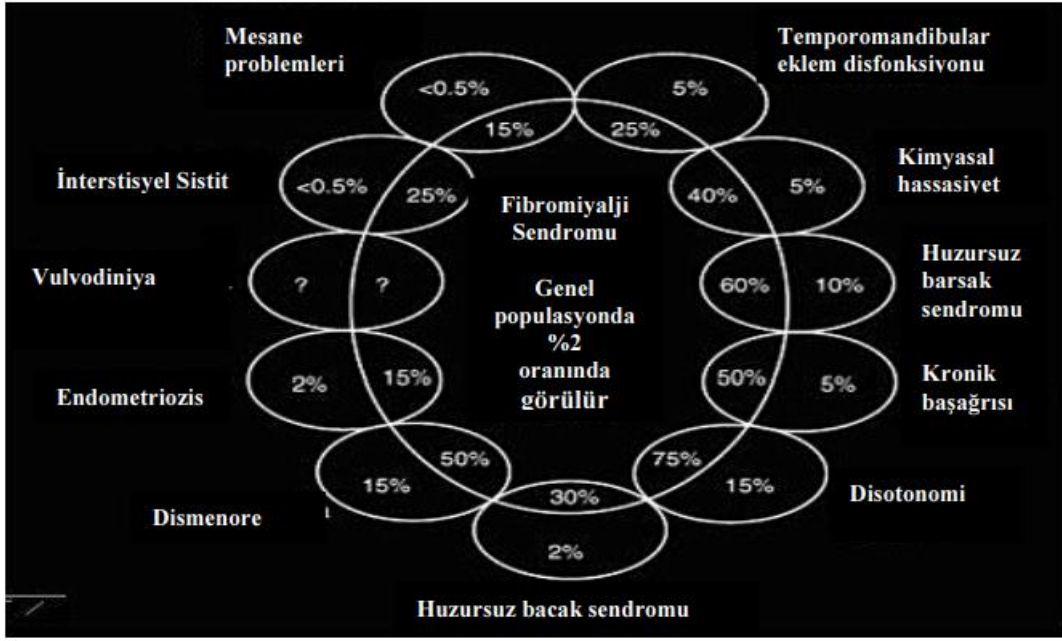 Mesane
problemleri
Temporomandibular
eklem disfonksiyonu
<0.5%
5%
15%
25%
İnterstisyel Sistit
<0.5%
25%
40%
5%
Kimyasal
hassasivet
Fibromiyalji
Sendromu
Vulvodiniya
?
?
60%
10%
Huzursuz
barsak
sendromu
Genel
populasyonda
%2
oranında
görülür
Endometriozis
2%
15%
50%
5%
Kronik
başağrısı
Dismenore
15%
50%
75%
15%
Disotonomi
30%
2%
Huzursuz bacak sendromu